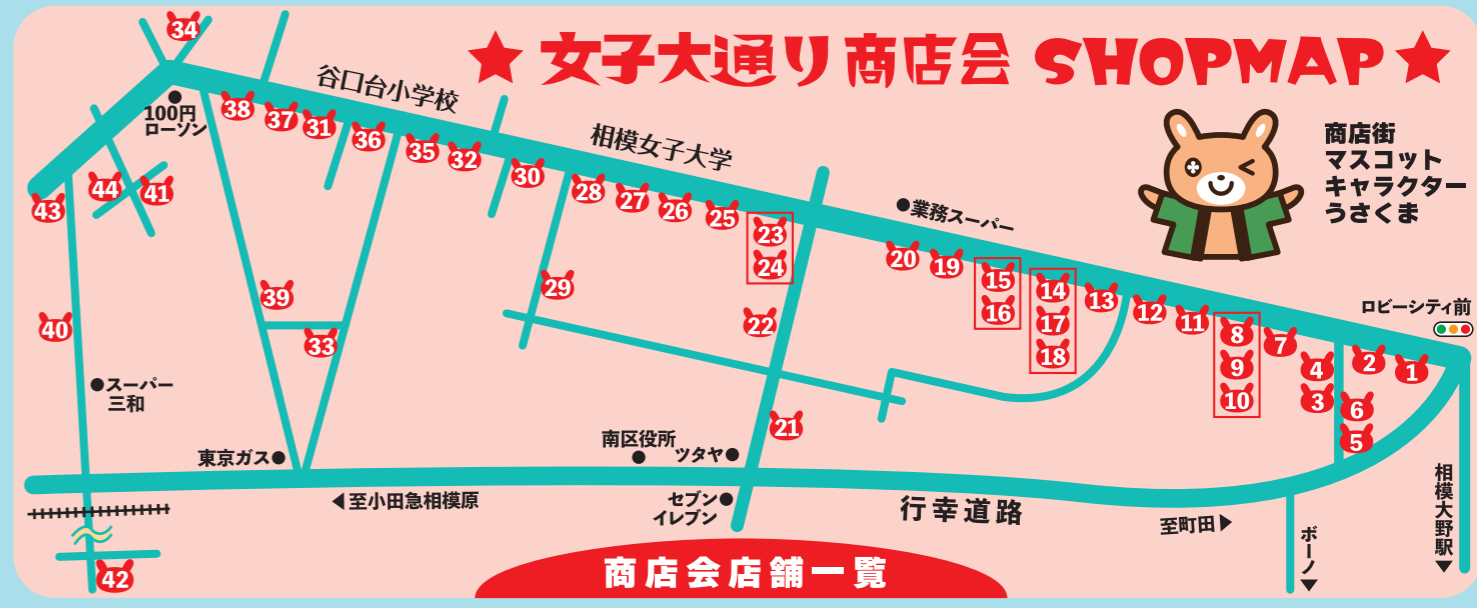 女子大通り商店会 SHOPMAP
商店街
マスコット
キャラクター
うさくま
34
谷口台小学校
100円
ローソン
38
37
31
36
35
32
相模女子大学
30
28
27
26
25
23
24
業務スーパー
20
19
15
16
14
17
18
13
12
11
8
9
10
7
4
3
ロビーシティ前
2
1
6
5
43
44
41
39
33
40
29
22
21
スーパー
三和
東京ガス
南区役所
ツタヤ
セブン
イレブン
◀至小田急相模原
行幸道路
至町田▶
ボーノ▼
相模大野駅▼
42
商店会店舗一覧